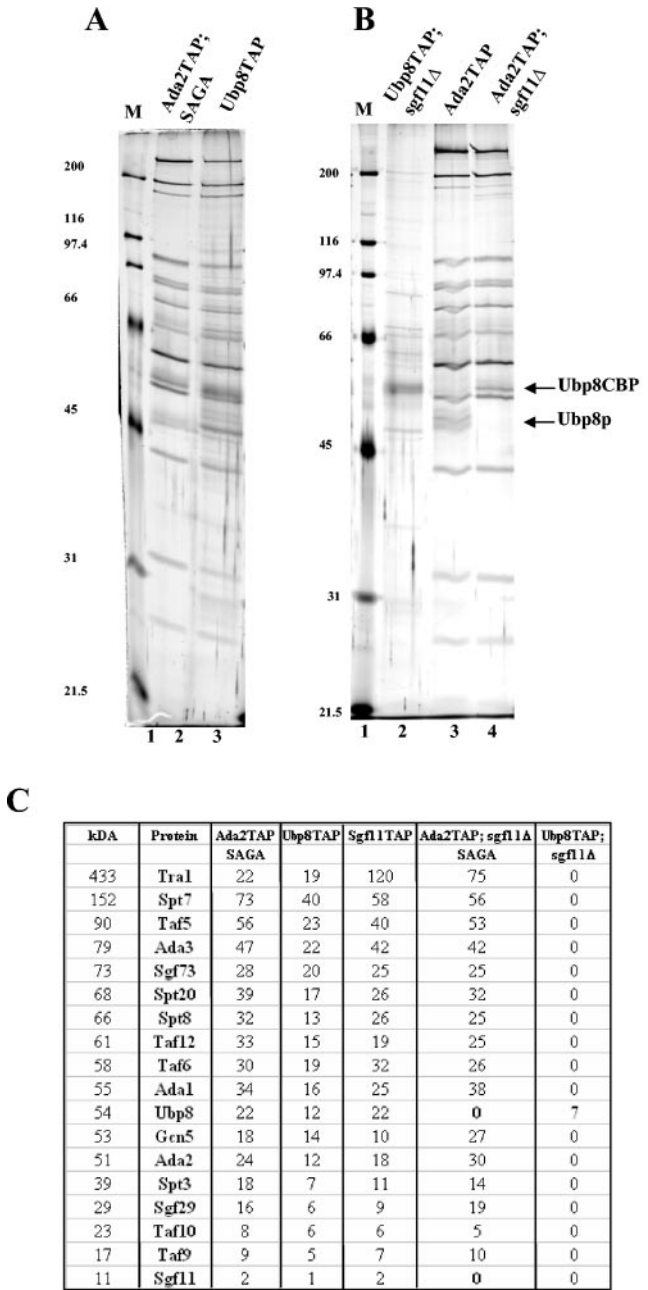 A
M
Ada2TAP;
SAGA
Ubp8TAP
200
116
97.4
66
45
31
21.5
1 2 3
B
M
Ubp8TAP;
sgf11Δ
Ada2TAP
Ada2TAP;
sgf11Δ
200
116
97.4
66
45
31
21.5
Ubp8CBP
Ubp8p
1 2 3 4
C
kDA Protein Ada2TAP Ubp8TAP Sgf11TAP Ada2TAP; sgf11Δ Ubp8TAP;
SAGA SAGA sgf11Δ
433 Tra1 22 19 120 75 0
152 Spt7 73 40 58 56 0
90 Taf5 56 23 40 53 0
79 Ada3 47 22 42 42 0
73 Sgf73 28 20 25 25 0
68 Spt20 39 17 26 32 0
66 Spt8 32 13 26 25 0
61 Taf12 33 15 19 25 0
58 Taf6 30 19 32 26 0
55 Ada1 34 16 25 38 0
54 Ubp8 22 12 22 0 7
53 Gcn5 18 14 10 27 0
51 Ada2 24 12 18 30 0
39 Spt3 18 7 11 14 0
29 Sgf29 16 6 9 19 0
23 Taf10 8 6 6 5 0
17 Taf9 9 5 7 10 0
11 Sgf11 2 1 2 0 0